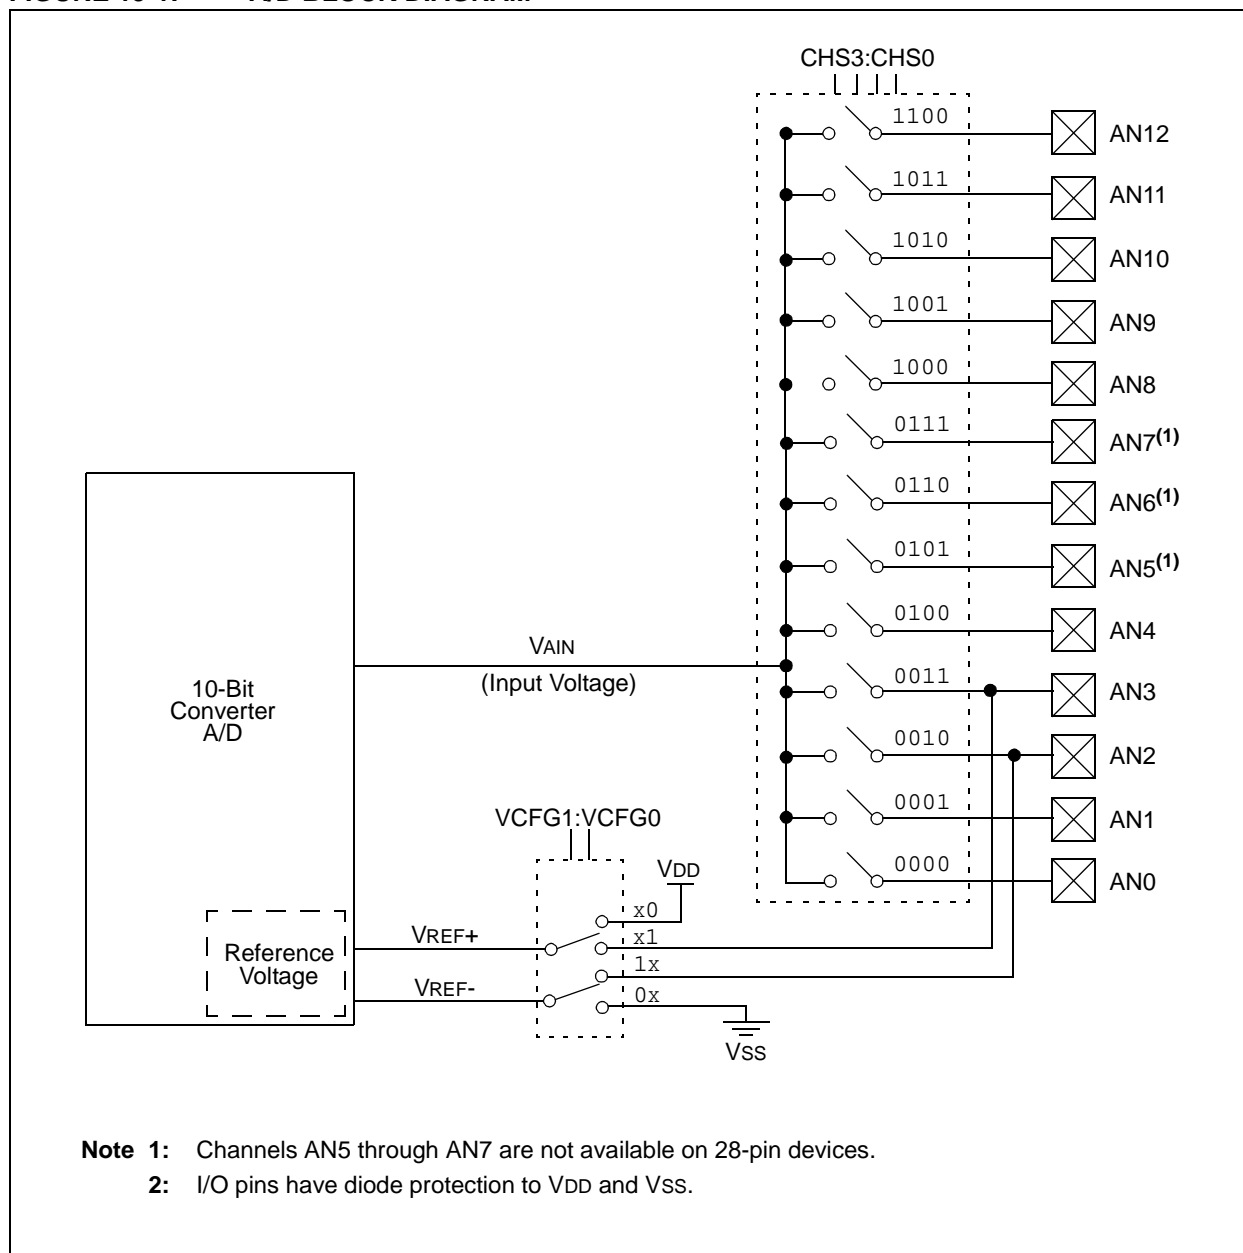 CHS3:CHS0
1100
AN12
1011
AN11
1010
AN10
1001
AN9
1000
AN8
0111
AN7(1)
0110
AN6(1)
0101
AN5(1)
0100
AN4
VAIN
(Input Voltage)
0011
AN3
10-Bit
Converter
A/D
0010
AN2
0001
AN1
VCFG1:VCFG0
0000
AN0
VDD
x0
VREF+
x1
Reference
Voltage
1x
VREF-
0x
VSS
Note 1: Channels AN5 through AN7 are not available on 28-pin devices.
2: I/O pins have diode protection to VDD and VSS.